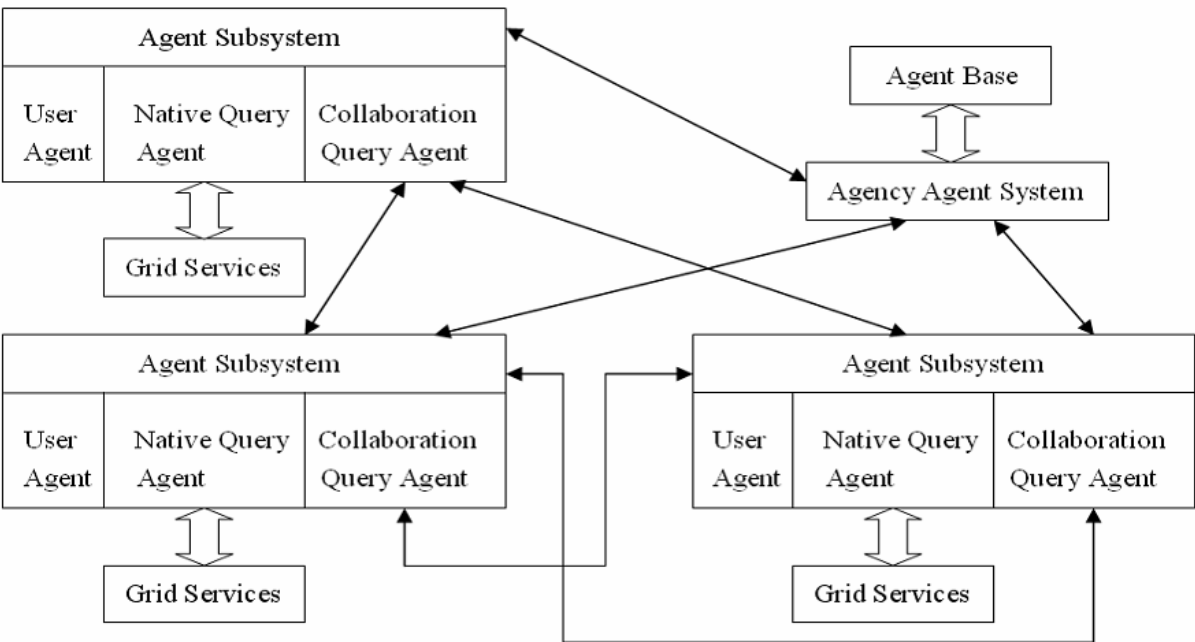 Agent Subsystem
User Agent
Native Query Agent
Collaboration Query Agent
Grid Services
Agent Base
Agency Agent System
Agent Subsystem
User Agent
Native Query Agent
Collaboration Query Agent
Grid Services
Agent Subsystem
User Agent
Native Query Agent
Collaboration Query Agent
Grid Services